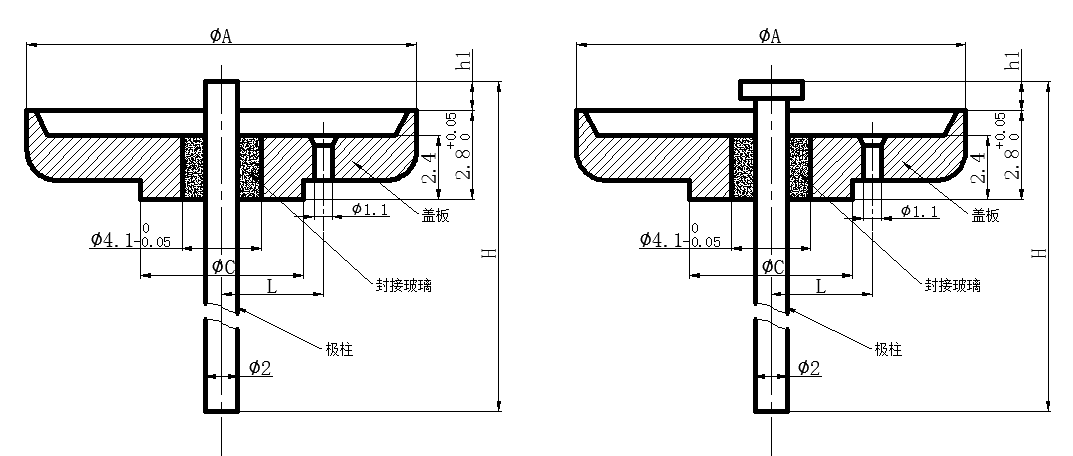 ϕA
h1
2.4
2.8 +0.05 0
ϕ1.1
盖板
ϕ4.1 0 -0.05
ϕC
封接玻璃
L
H
极柱
ϕ2
ϕA
h1
2.4
2.8 +0.05 0
ϕ1.1
盖板
ϕ4.1 0 -0.05
ϕC
封接玻璃
L
H
极柱
ϕ2